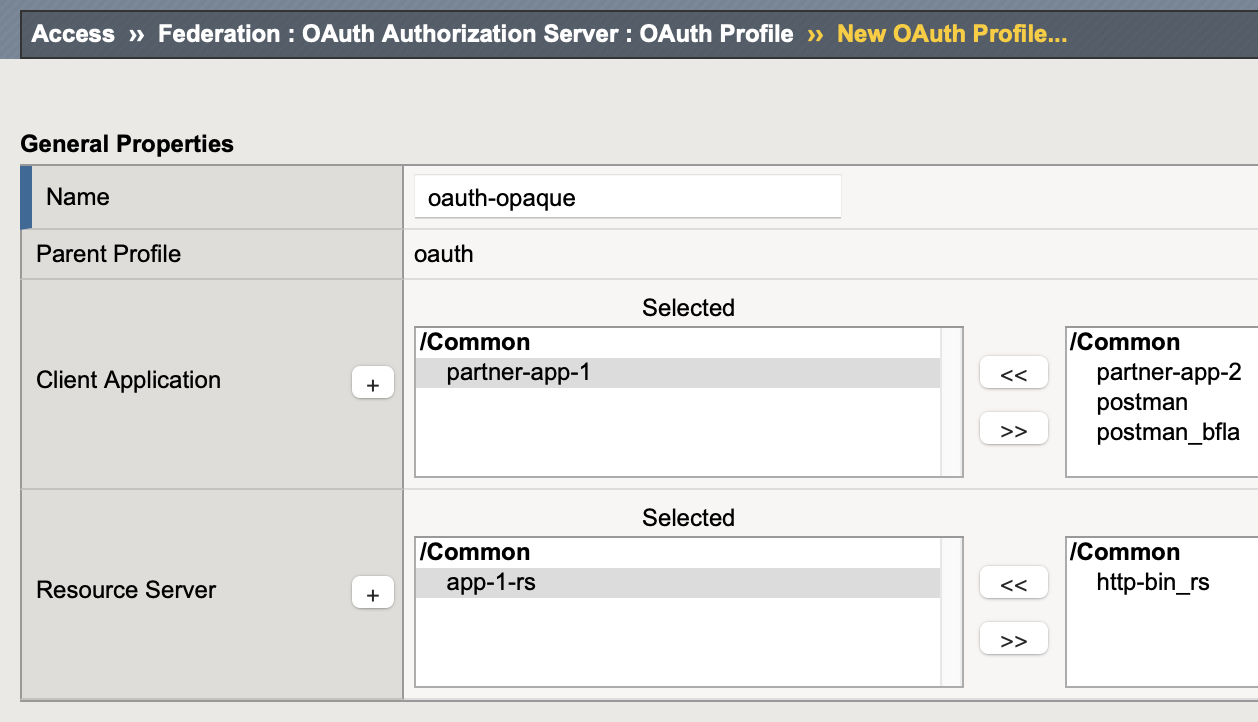 Access ›› Federation : OAuth Authorization Server : OAuth Profile ›› New OAuth Profile...
General Properties
Name oauth-opaque
Parent Profile oauth
Selected
Client Application +
/Common
partner-app-1
<<
>>
/Common
partner-app-2
postman
postman_bfla
Selected
Resource Server +
/Common
app-1-rs
<<
>>
/Common
http-bin_rs